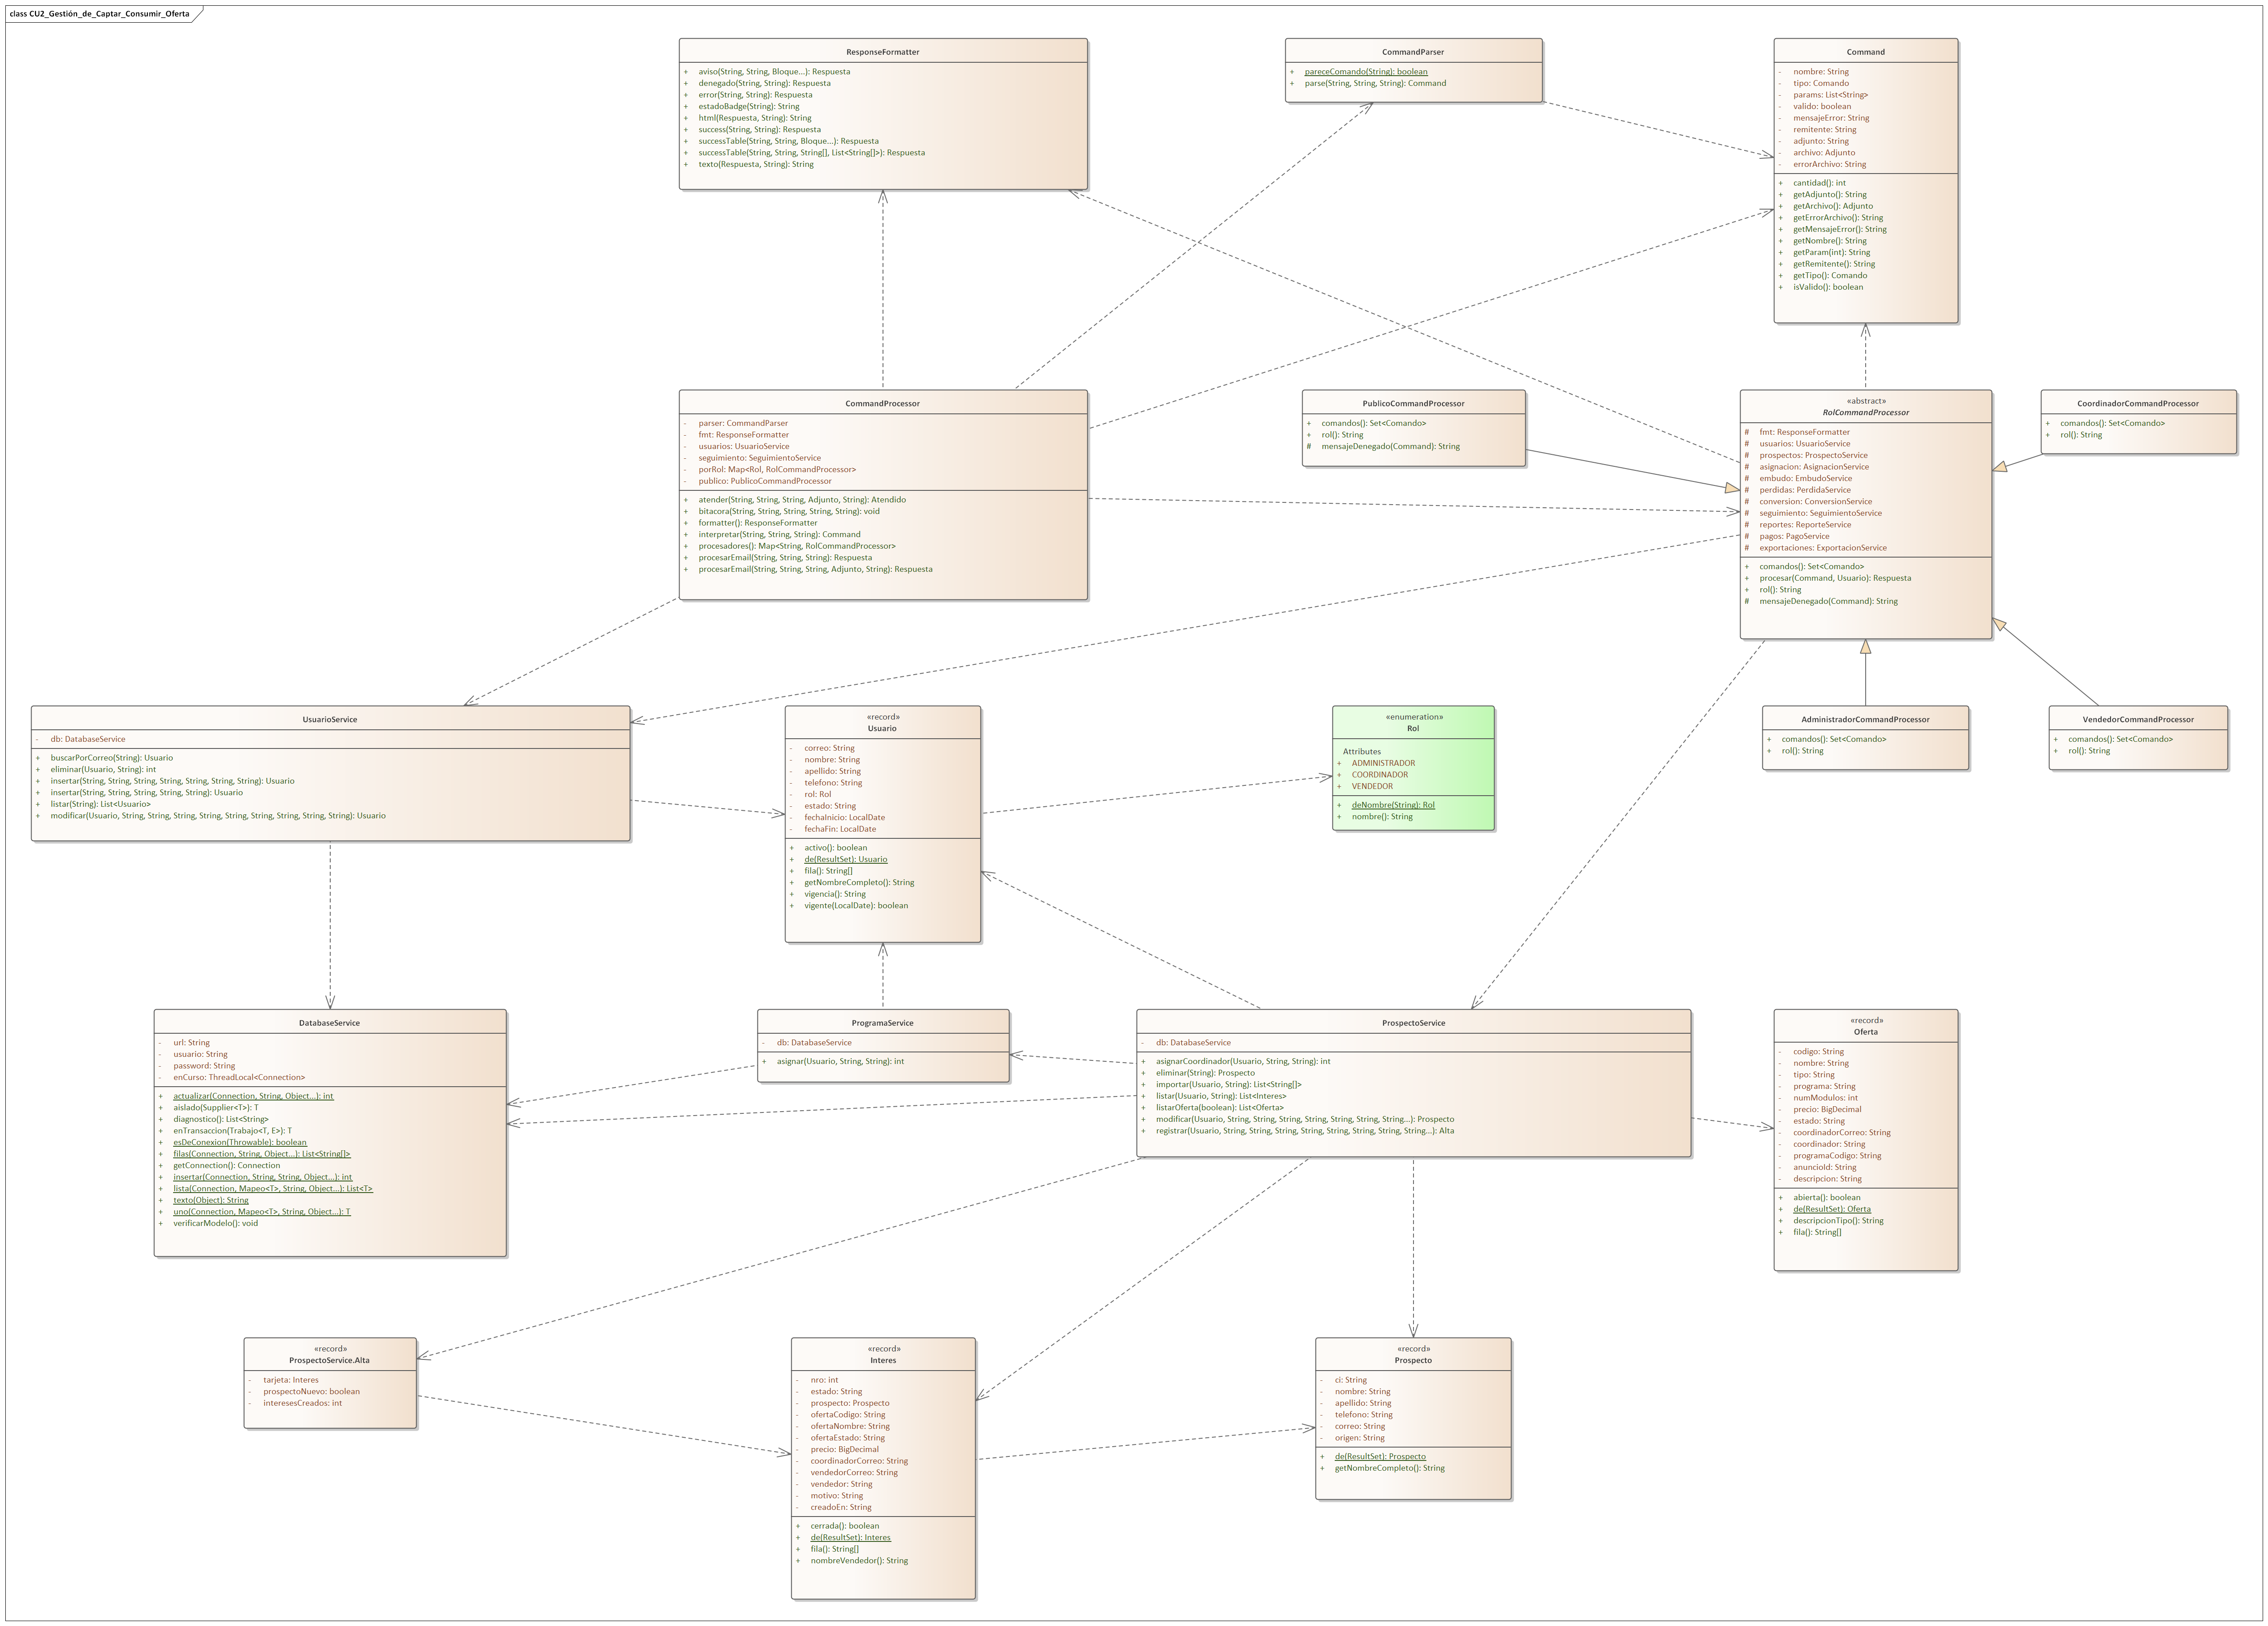 class CU2_Gestión_de_Captar_Consumir_Oferta
ResponseFormatter
+ aviso(String, String, Bloque...): Respuesta
+ denegado(String, String): Respuesta
+ error(String, String): Respuesta
+ estadoBadge(String): String
+ html(Respuesta, String): String
+ success(String, String): Respuesta
+ successTable(String, String, Bloque...): Respuesta
+ successTable(String, String, String[], List<String[]>): Respuesta
+ texto(Respuesta, String): String
CommandParser
+ pareceComando(String): boolean
+ parse(String, String, String): Command
Command
- nombre: String
- tipo: Comando
- params: List<String>
- valido: boolean
- mensajeError: String
- remitente: String
- adjunto: String
- archivo: Adjunto
- errorArchivo: String
+ cantidad(): int
+ getAdjunto(): String
+ getArchivo(): Adjunto
+ getErrorArchivo(): String
+ getMensajeError(): String
+ getNombre(): String
+ getParam(int): String
+ getRemitente(): String
+ getTipo(): Comando
+ isValido(): boolean
CommandProcessor
- parser: CommandParser
- fmt: ResponseFormatter
- usuarios: UsuarioService
- seguimiento: SeguimientoService
- porRol: Map<Rol, RolCommandProcessor>
- publico: PublicoCommandProcessor
+ atender(String, String, String, Adjunto, String): Atendido
+ bitacora(String, String, String, String, String): void
+ formatter(): ResponseFormatter
+ interpretar(String, String, String): Command
+ procesadores(): Map<String, RolCommandProcessor>
+ procesarEmail(String, String, String): Respuesta
+ procesarEmail(String, String, String, Adjunto, String): Respuesta
PublicoCommandProcessor
+ comandos(): Set<Comando>
+ rol(): String
# mensajeDenegado(Command): String
«abstract»
RolCommandProcessor
# fmt: ResponseFormatter
# usuarios: UsuarioService
# prospectos: ProspectoService
# asignacion: AsignacionService
# embudo: EmbudoService
# perdidas: PerdidaService
# conversion: ConversionService
# seguimiento: SeguimientoService
# reportes: ReporteService
# pagos: PagoService
# exportaciones: ExportacionService
+ comandos(): Set<Comando>
+ procesar(Command, Usuario): Respuesta
+ rol(): String
# mensajeDenegado(Command): String
CoordinadorCommandProcessor
+ comandos(): Set<Comando>
+ rol(): String
UsuarioService
- db: DatabaseService
+ buscarPorCorreo(String): Usuario
+ eliminar(Usuario, String): int
+ insertar(String, String, String, String, String, String, String): Usuario
+ insertar(String, String, String, String, String): Usuario
+ listar(String): List<Usuario>
+ modificar(Usuario, String, String, String, String, String, String, String, String, String): Usuario
«record»
Usuario
- correo: String
- nombre: String
- apellido: String
- telefono: String
- rol: Rol
- estado: String
- fechaInicio: LocalDate
- fechaFin: LocalDate
+ activo(): boolean
+ de(ResultSet): Usuario
+ fila(): String[]
+ getNombreCompleto(): String
+ vigencia(): String
+ vigente(LocalDate): boolean
«enumeration»
Rol
Attributes
+ ADMINISTRADOR
+ COORDINADOR
+ VENDEDOR
+ deNombre(String): Rol
+ nombre(): String
AdministradorCommandProcessor
+ comandos(): Set<Comando>
+ rol(): String
VendedorCommandProcessor
+ comandos(): Set<Comando>
+ rol(): String
DatabaseService
- url: String
- usuario: String
- password: String
- enCurso: ThreadLocal<Connection>
+ actualizar(Connection, String, Object...): int
+ aislado(Supplier<T>): T
+ diagnostico(): List<String>
+ enTransaccion(Trabajo<T, E>): T
+ esDeConexion(Throwable): boolean
+ filas(Connection, String, Object...): List<String[]>
+ getConnection(): Connection
+ insertar(Connection, String, String, Object...): int
+ lista(Connection, Mapeo<T>, String, Object...): List<T>
+ texto(Object): String
+ uno(Connection, Mapeo<T>, String, Object...): T
+ verificarModelo(): void
ProgramaService
- db: DatabaseService
+ asignar(Usuario, String, String): int
ProspectoService
- db: DatabaseService
+ asignarCoordinador(Usuario, String, String): int
+ eliminar(String): Prospecto
+ importar(Usuario, String): List<String[]>
+ listar(Usuario, String): List<Interes>
+ listarOferta(boolean): List<Oferta>
+ modificar(Usuario, String, String, String, String, String, String, String...): Prospecto
+ registrar(Usuario, String, String, String, String, String, String, String, String...): Alta
«record»
Oferta
- codigo: String
- nombre: String
- tipo: String
- programa: String
- numModulos: int
- precio: BigDecimal
- estado: String
- coordinadorCorreo: String
- coordinador: String
- programaCodigo: String
- anuncioId: String
- descripcion: String
+ abierta(): boolean
+ de(ResultSet): Oferta
+ descripcionTipo(): String
+ fila(): String[]
«record»
ProspectoService.Alta
- tarjeta: Interes
- prospectoNuevo: boolean
- interesesCreados: int
«record»
Interes
- nro: int
- estado: String
- prospecto: Prospecto
- ofertaCodigo: String
- ofertaNombre: String
- ofertaEstado: String
- precio: BigDecimal
- coordinadorCorreo: String
- vendedorCorreo: String
- vendedor: String
- motivo: String
- creadoEn: String
+ cerrada(): boolean
+ de(ResultSet): Interes
+ fila(): String[]
+ nombreVendedor(): String
«record»
Prospecto
- ci: String
- nombre: String
- apellido: String
- telefono: String
- correo: String
- origen: String
+ de(ResultSet): Prospecto
+ getNombreCompleto(): String